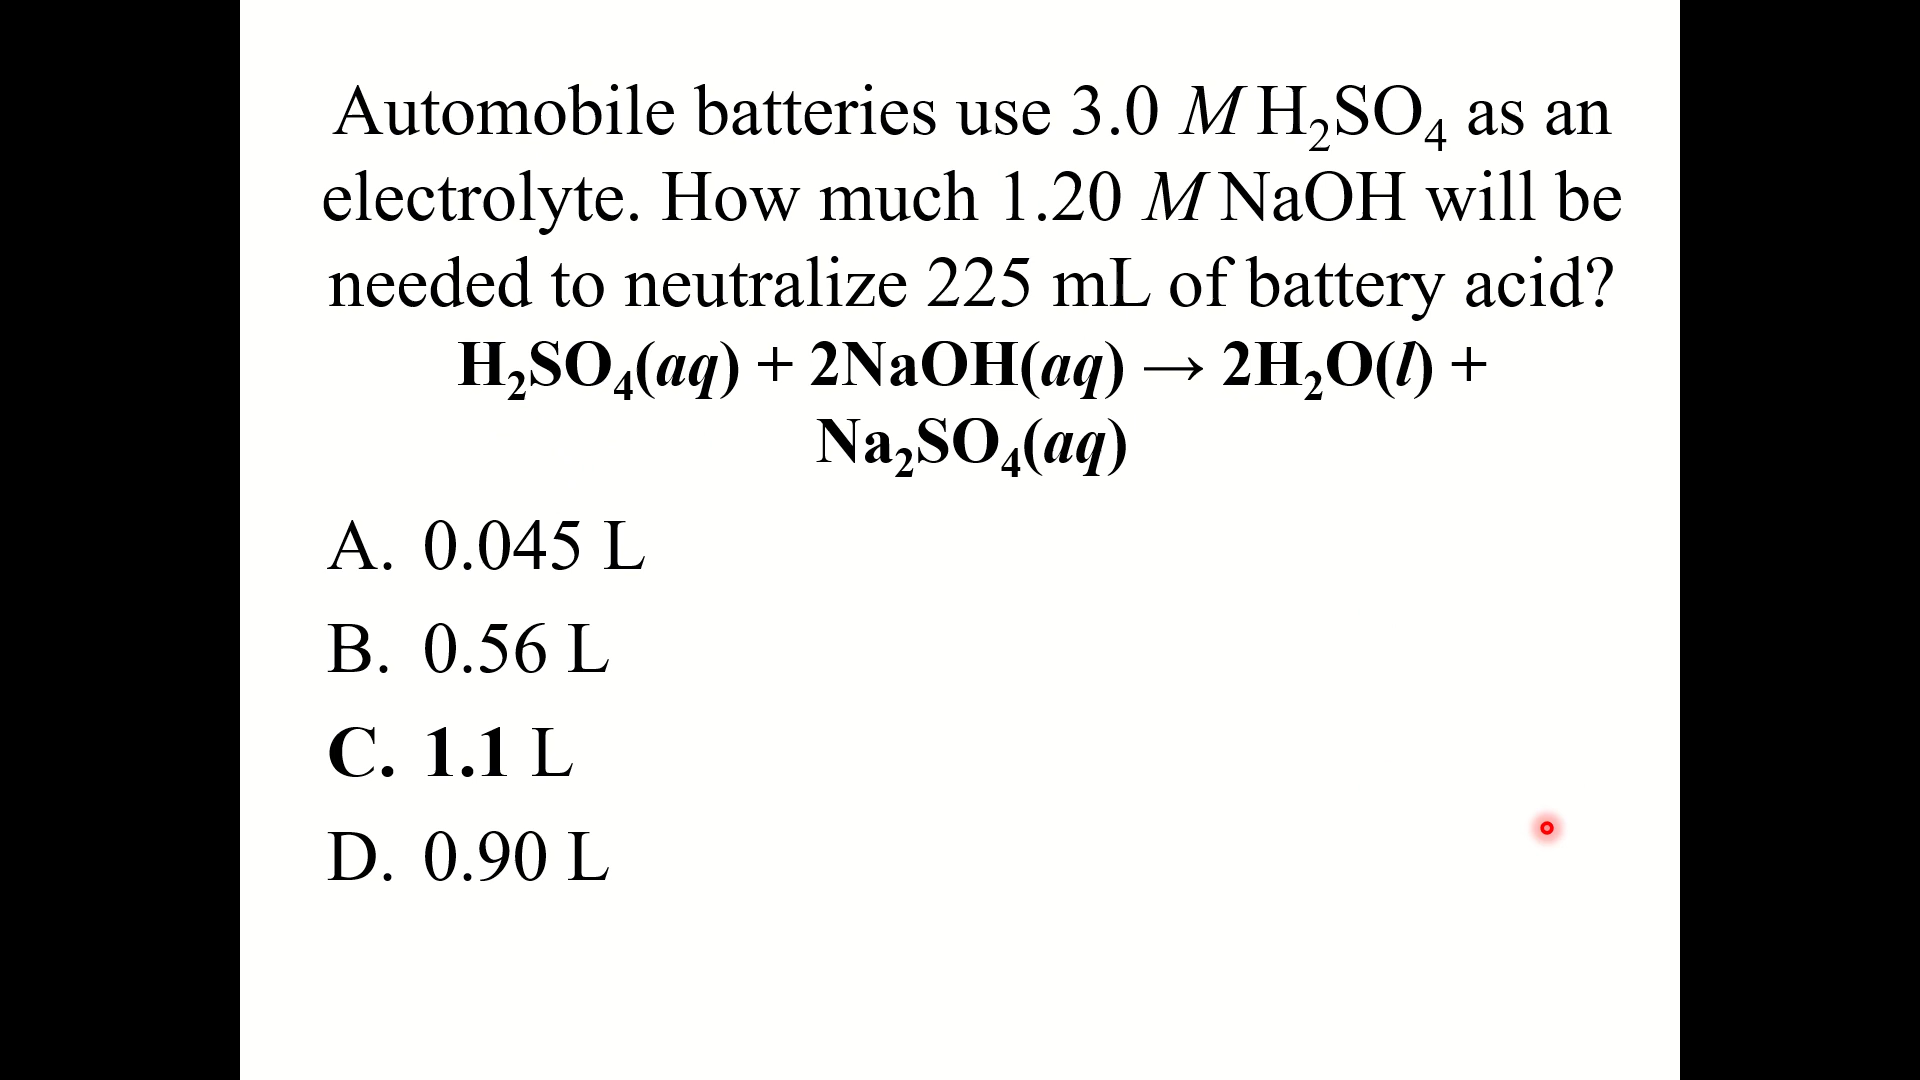 Automobile batteries use 3.0 M H₂SO₄ as an
electrolyte. How much 1.20 M NaOH will be
needed to neutralize 225 mL of battery acid?
H₂SO₄(aq) + 2NaOH(aq) → 2H₂O(l) +
Na₂SO₄(aq)
A. 0.045 L
B. 0.56 L
C. 1.1 L
D. 0.90 L